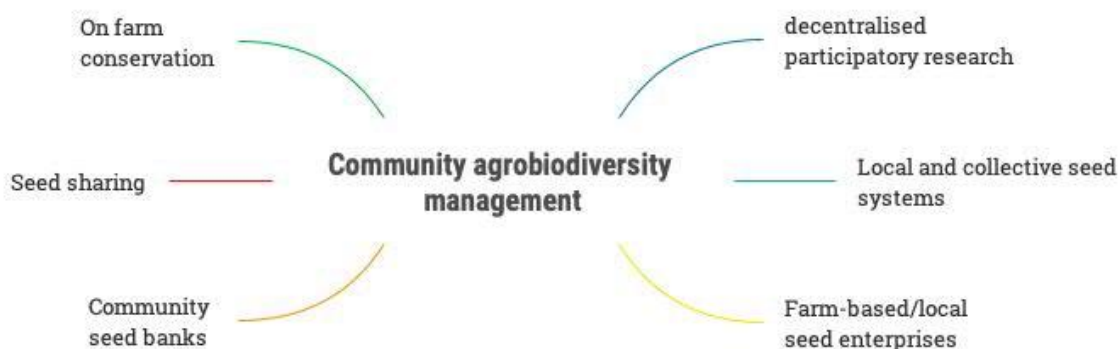 On farm
conservation
decentralised
participatory research
Seed sharing
Community agrobiodiversity
management
Local and collective seed
systems
Community
seed banks
Farm-based/local
seed enterprises